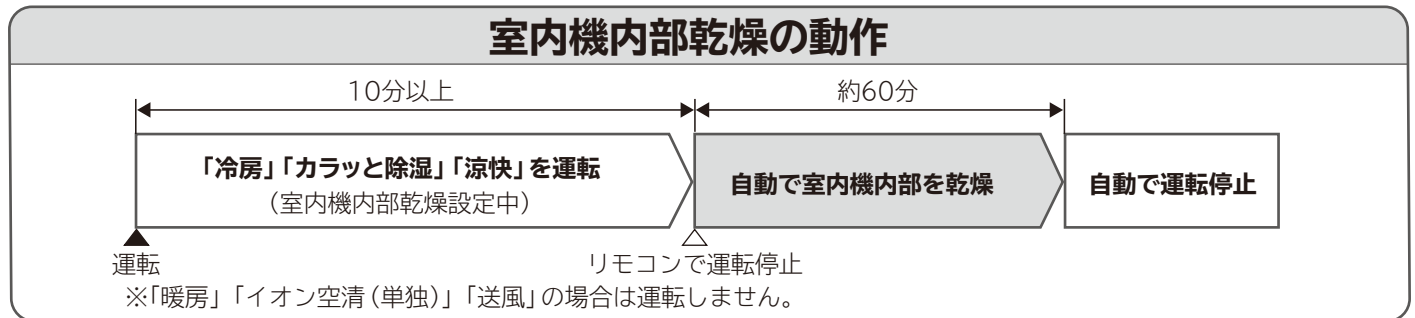 室内機内部乾燥の動作
10分以上
約60分
「冷房」「カラッと除湿」「涼快」を運転
(室内機内部乾燥設定中)
自動で室内機内部を乾燥
自動で運転停止
運転
リモコンで運転停止
※「暖房」「イオン空清(単独)」「送風」の場合は運転しません。